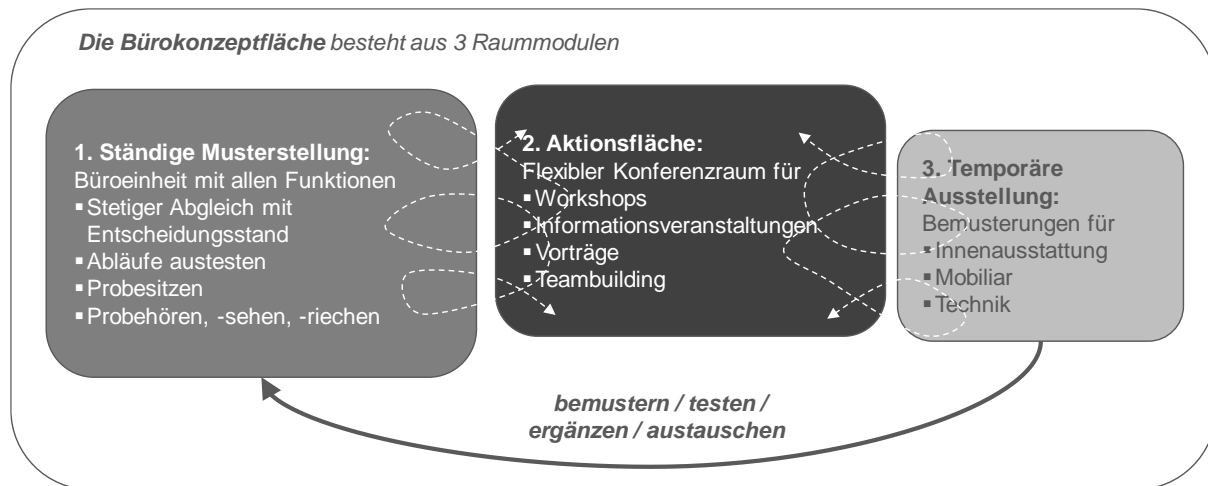 Die Bürokonzeptfläche besteht aus 3 Raummodulen
1. Ständige Musterstellung:
Büroeinheit mit allen Funktionen
▪ Stetiger Abgleich mit
Entscheidungsstand
▪ Abläufe austesten
▪ Probesitzen
▪ Probehören, -sehen, -riechen
2. Aktionsfläche:
Flexibler Konferenzraum für
▪ Workshops
▪ Informationsveranstaltungen
▪ Vorträge
▪ Teambuilding
3. Temporäre
Ausstellung:
Bemusterungen für
▪ Innenausstattung
▪ Mobiliar
▪ Technik
bemustern / testen /
ergänzen / austauschen